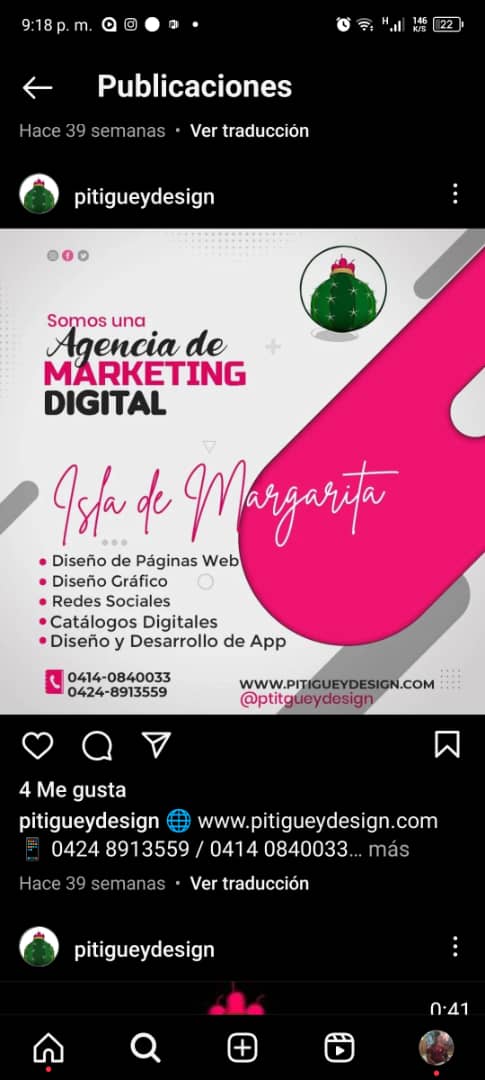 9:18 p. m.
H 146 K/S 22
Publicaciones
Hace 39 semanas • Ver traducción
pitigueydesign
Somos una
Agencia de
MARKETING
DIGITAL
Isla de Margarita
• Diseño de Páginas Web
• Diseño Gráfico
• Redes Sociales
• Catálogos Digitales
• Diseño y Desarrollo de App
0414-0840033
0424-8913559
WWW.PITIGUEYDESIGN.COM
@ptitgueydesign
4 Me gusta
pitigueydesign 🌐 www.pitigueydesign.com
📱 0424 8913559 / 0414 0840033... más
Hace 39 semanas • Ver traducción
pitigueydesign
0:41